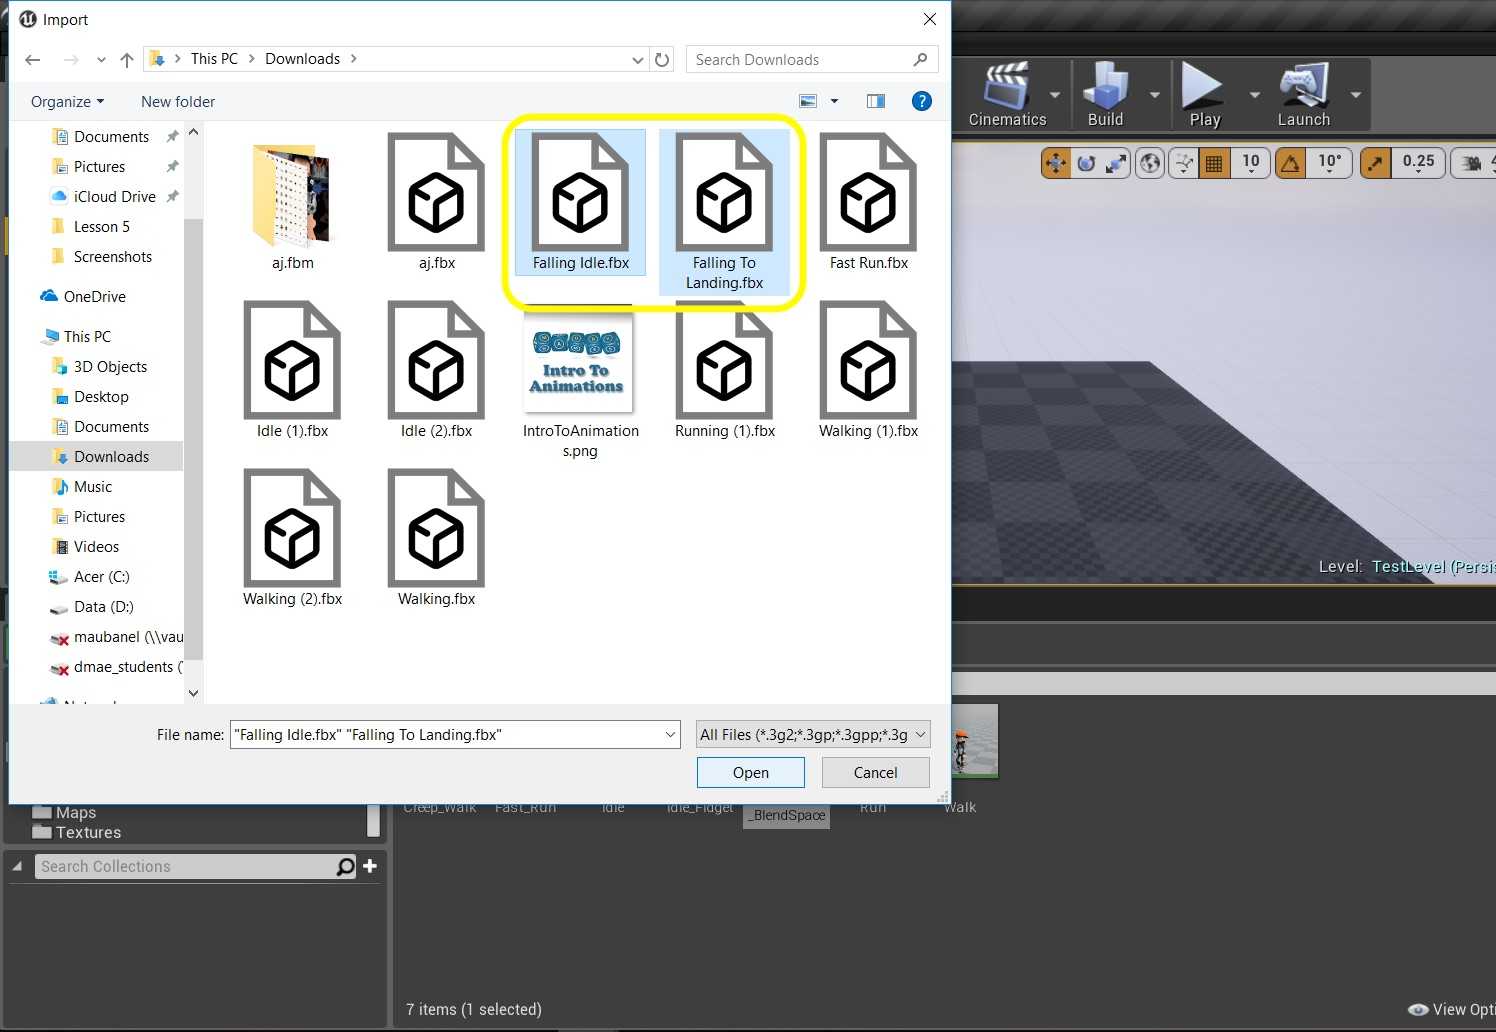 Import
This PC > Downloads >
Search Downloads
Organize
New folder
?
Documents
Pictures
iCloud Drive
Lesson 5
Screenshots
OneDrive
This PC
3D Objects
Desktop
Documents
Downloads
Music
Pictures
Videos
Acer (C:)
Data (D:)
maubanel (\\vau
dmae_students (
aj.fbm
aj.fbx
Falling Idle.fbx
Falling To
Landing.fbx
Fast Run.fbx
Idle (1).fbx
Idle (2).fbx
Intro To
Animations
IntroToAnimation
s.png
Running (1).fbx
Walking (1).fbx
Walking (2).fbx
Walking.fbx
File name:
"Falling Idle.fbx" "Falling To Landing.fbx"
All Files (*.3g2;*.3gp;*.3gpp;*.3g
Open
Cancel
Cinematics
Build
Play
Launch
10
10°
0.25
Level: TestLevel (Persis
Maps
Textures
Search Collections
Creep_Walk
Fast_Run
Idle
Idle_Fidget
_BlendSpace
Run
Walk
7 items (1 selected)
View Opti